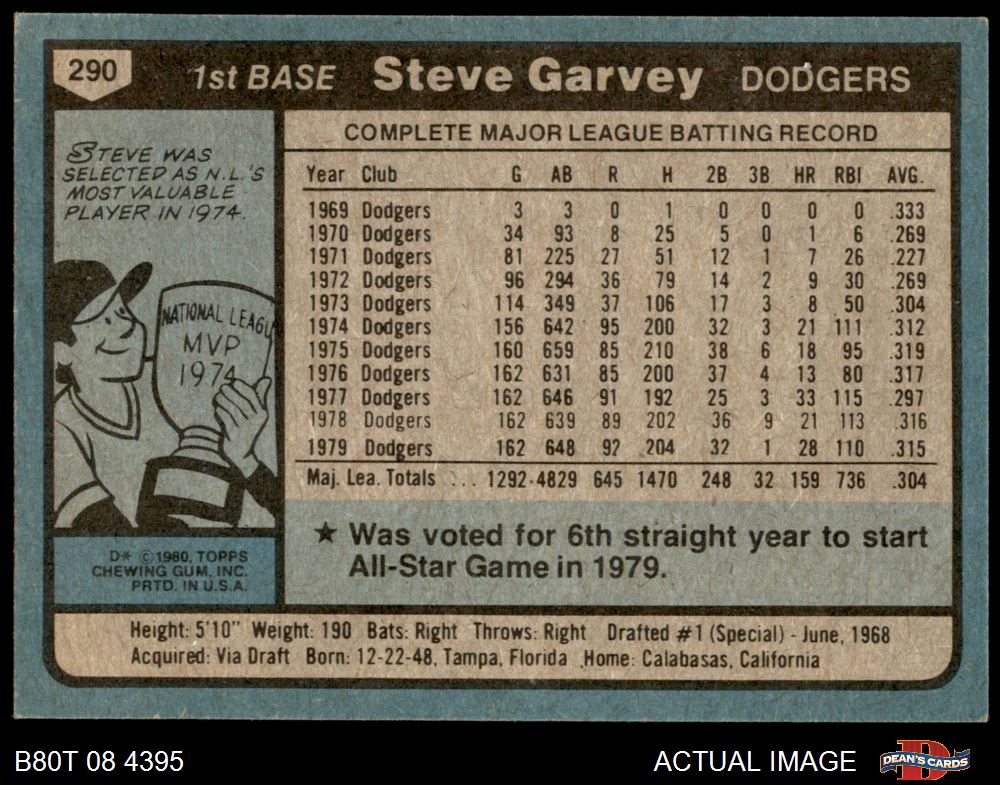 290 1st BASE Steve Garvey DODGERS
STEVE WAS
SELECTED AS N.L.'S
MOST VALUABLE
PLAYER IN 1974.
NATIONAL LEAGU
MVP
1974
D* © 1980, TOPPS
CHEWING GUM, INC.
PRTD. IN U.S.A.
COMPLETE MAJOR LEAGUE BATTING RECORD
Year Club G AB R H 2B 3B HR RBI AVG.
1969 Dodgers 3 3 0 1 0 0 0 0 .333
1970 Dodgers 34 93 8 25 5 0 1 6 .269
1971 Dodgers 81 225 27 51 12 1 7 26 .227
1972 Dodgers 96 294 36 79 14 2 9 30 .269
1973 Dodgers 114 349 37 106 17 3 8 50 .304
1974 Dodgers 156 642 95 200 32 3 21 111 .312
1975 Dodgers 160 659 85 210 38 6 18 95 .319
1976 Dodgers 162 631 85 200 37 4 13 80 .317
1977 Dodgers 162 646 91 192 25 3 33 115 .297
1978 Dodgers 162 639 89 202 36 9 21 113 .316
1979 Dodgers 162 648 92 204 32 1 28 110 .315
Maj. Lea. Totals ... 1292 4829 645 1470 248 32 159 736 .304
★ Was voted for 6th straight year to start
All-Star Game in 1979.
Height: 5'10" Weight: 190 Bats: Right Throws: Right Drafted #1 (Special) - June, 1968
Acquired: Via Draft Born: 12-22-48, Tampa, Florida Home: Calabasas, California
B80T 08 4395 ACTUAL IMAGE DEAN'S CARDS